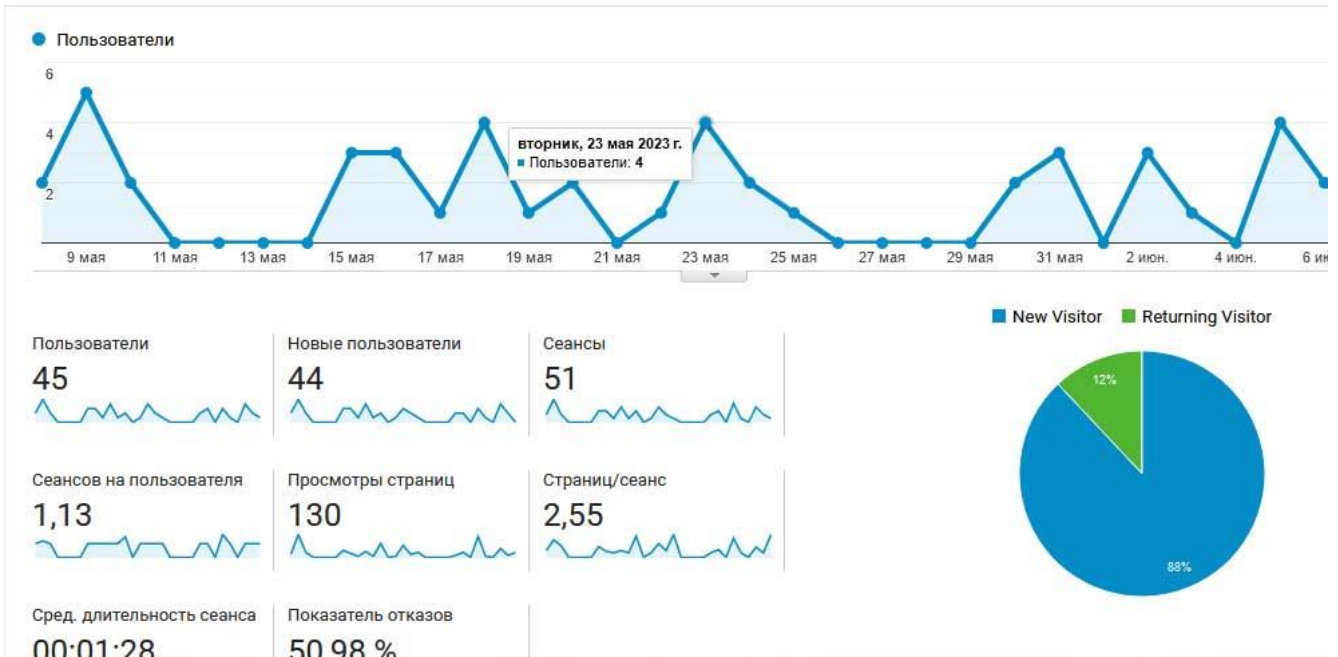 Пользователи
6
4
2
вторник, 23 мая 2023 г.
Пользователи: 4
9 мая 11 мая 13 мая 15 мая 17 мая 19 мая 21 мая 23 мая 25 мая 27 мая 29 мая 31 мая 2 июн. 4 июн. 6 ию
New Visitor Returning Visitor
12%
88%
Пользователи Новые пользователи Сеансы
45 44 51
Сеансов на пользователя Просмотры страниц Страниц/сеанс
1,13 130 2,55
Сред. длительность сеанса Показатель отказов
00:01:28 50,98 %